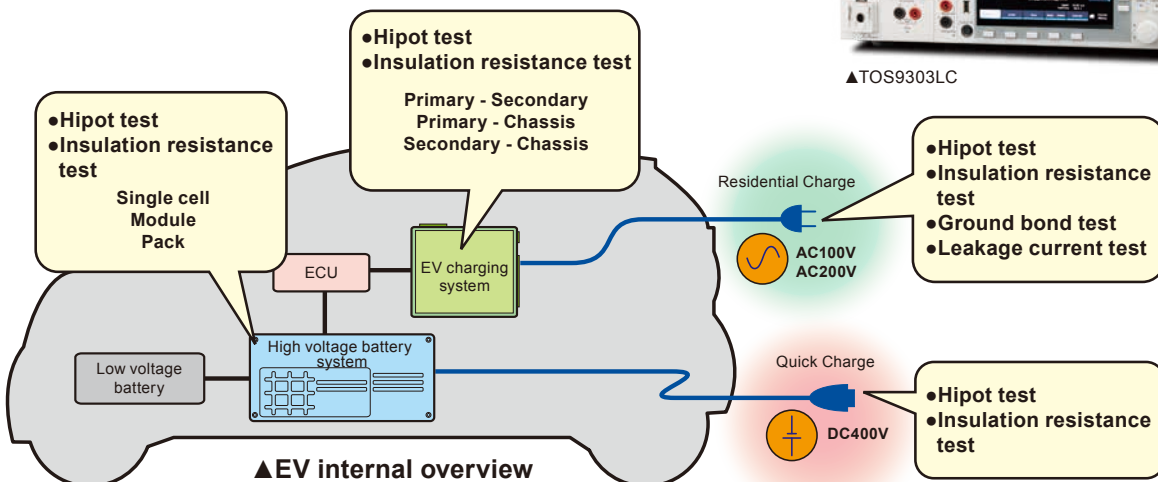 ▲TOS9303LC
●Hipot test
●Insulation resistance test
Primary - Secondary
Primary - Chassis
Secondary - Chassis
●Hipot test
●Insulation resistance
test
Single cell
Module
Pack
Residential Charge
AC100V
AC200V
●Hipot test
●Insulation resistance
test
●Ground bond test
●Leakage current test
ECU
EV charging
system
High voltage battery
system
Low voltage
battery
Quick Charge
DC400V
●Hipot test
●Insulation resistance
test
▲EV internal overview